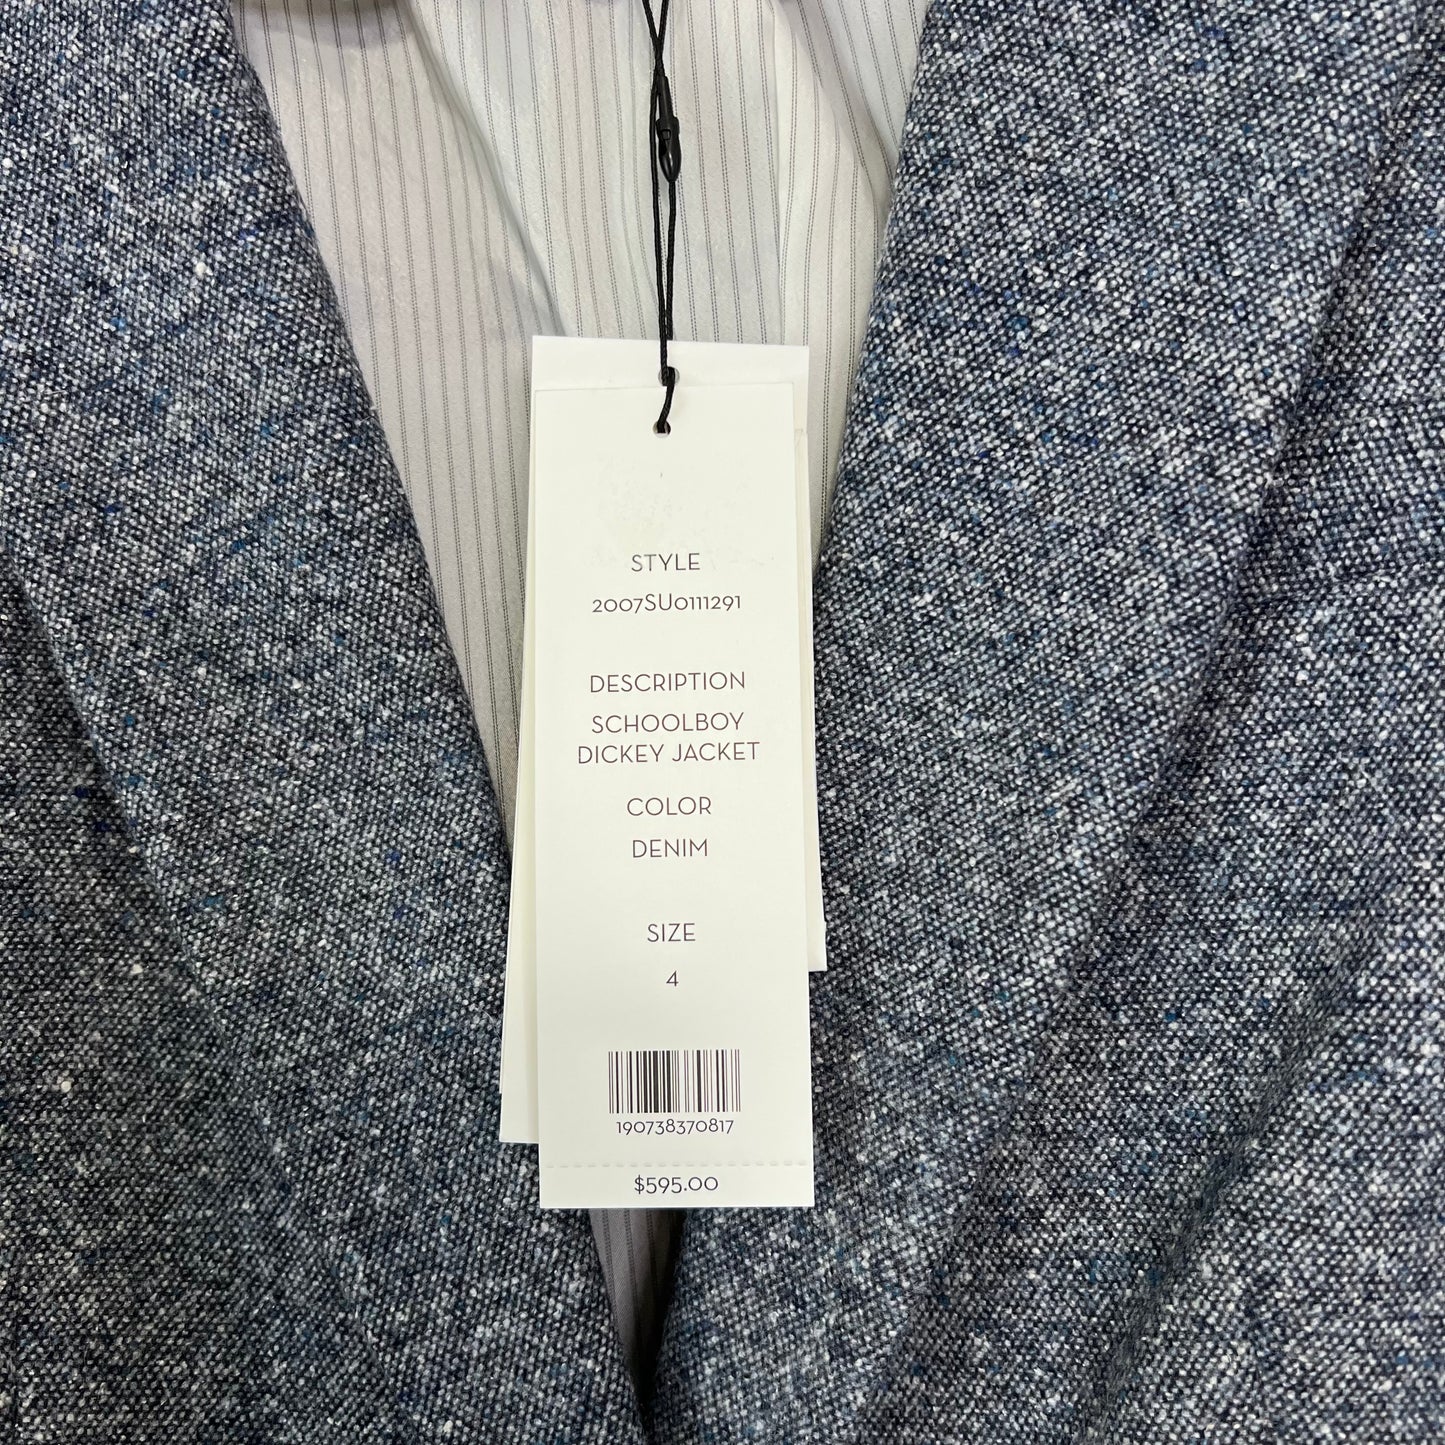 STYLE
2007SU0111291
DESCRIPTION
SCHOOLBOY
DICKEY JACKET
COLOR
DENIM
SIZE
4
190738370817
$595.00